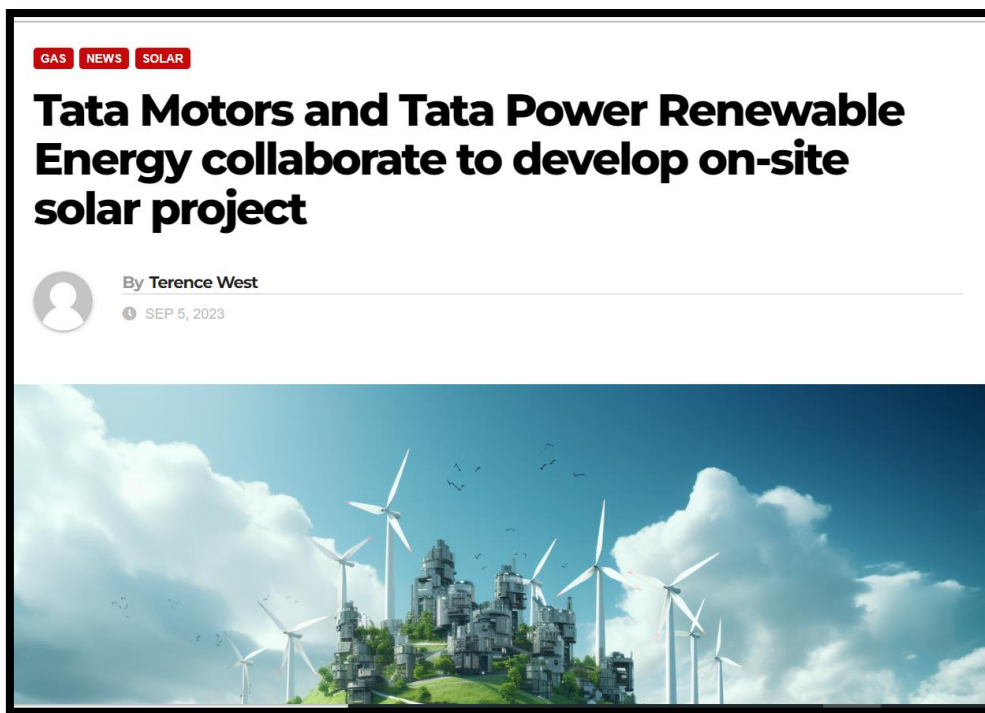 GAS NEWS SOLAR
Tata Motors and Tata Power Renewable
Energy collaborate to develop on-site
solar project
By Terence West
SEP 5, 2023